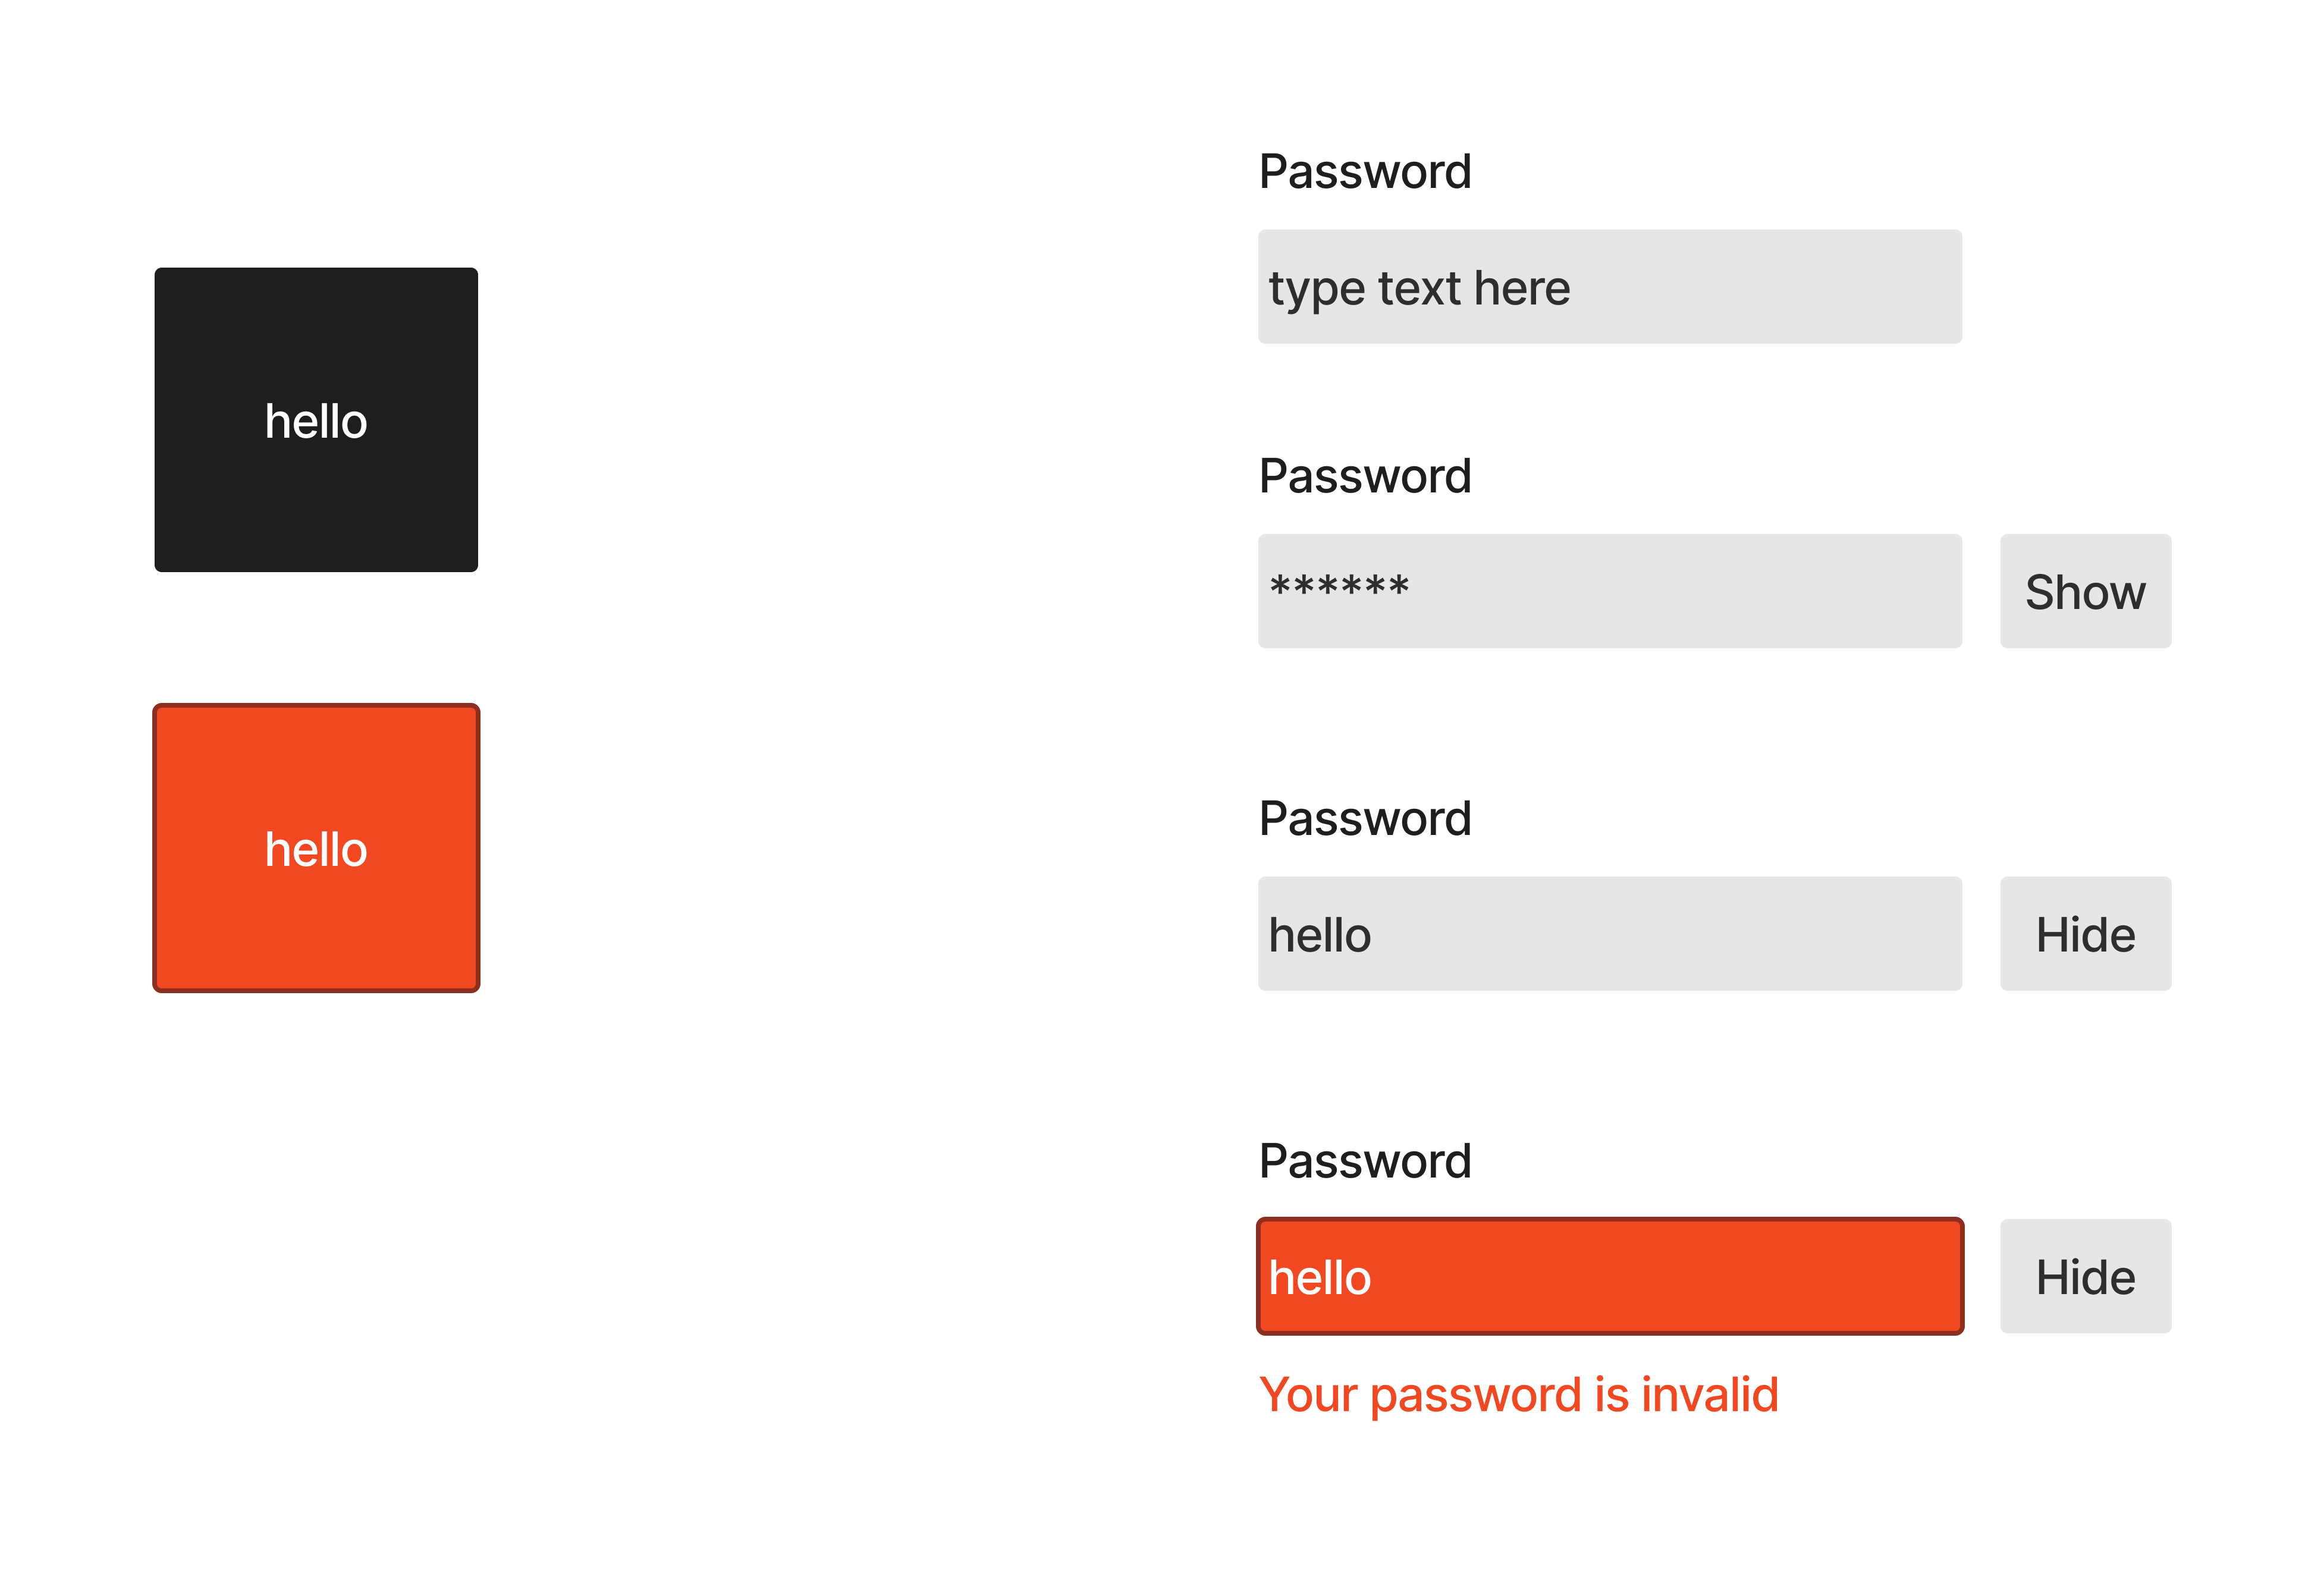 hello
hello
Password
type text here
Password
******
Show
Password
hello
Hide
Password
hello
Hide
Your password is invalid